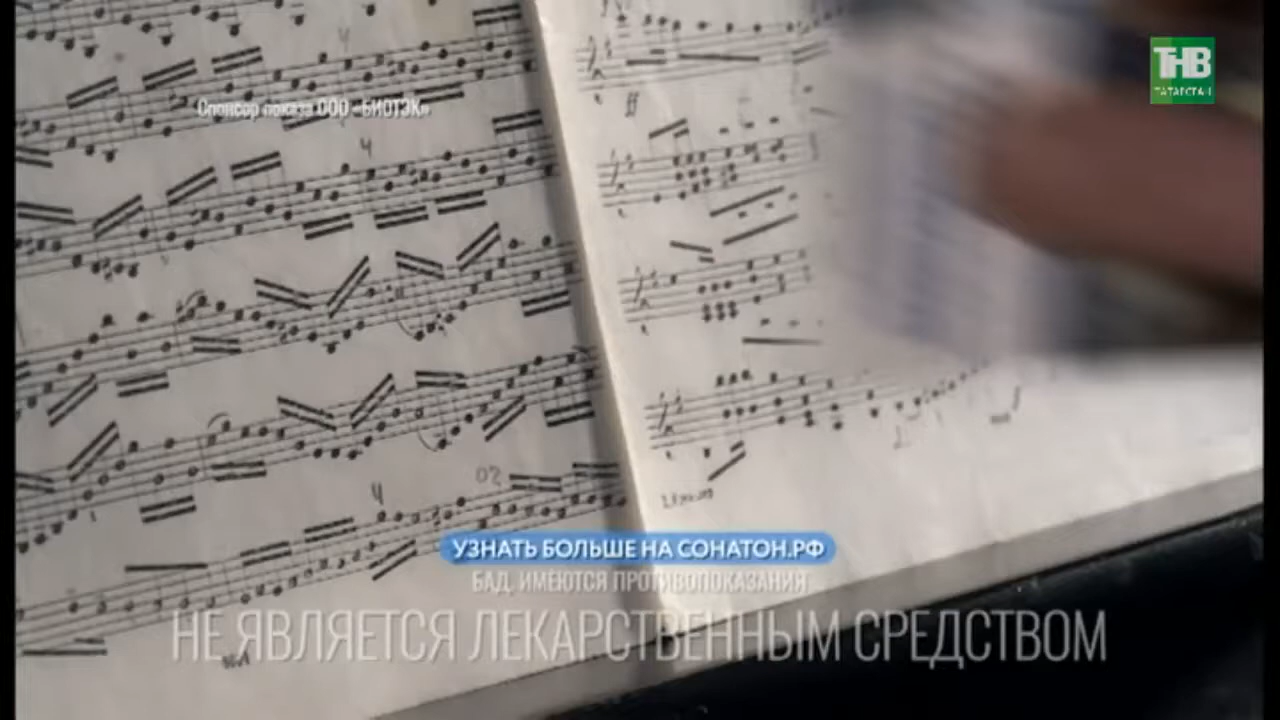 ТНВ
ТАТАРСТАН
Спонсор показа ООО «БИОТЭК»
УЗНАТЬ БОЛЬШЕ НА СОНАТОН.РФ
БАД. ИМЕЮТСЯ ПРОТИВОПОКАЗАНИЯ
НЕ ЯВЛЯЕТСЯ ЛЕКАРСТВЕННЫМ СРЕДСТВОМ